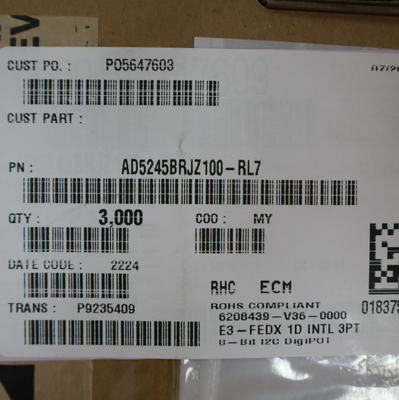 CUST PO. : PO5647603
CUST PART :
PN : AD5245BRJZ100-RL7
QTY : 3,000 COO : MY
DATE CODE : 2224
RHC ECM
ROHS COMPLIANT
TRANS : P9235409
6208439-V36-0000
E3-FEDX 1D INTL 3PT
8-Bit I2C DigiPOT